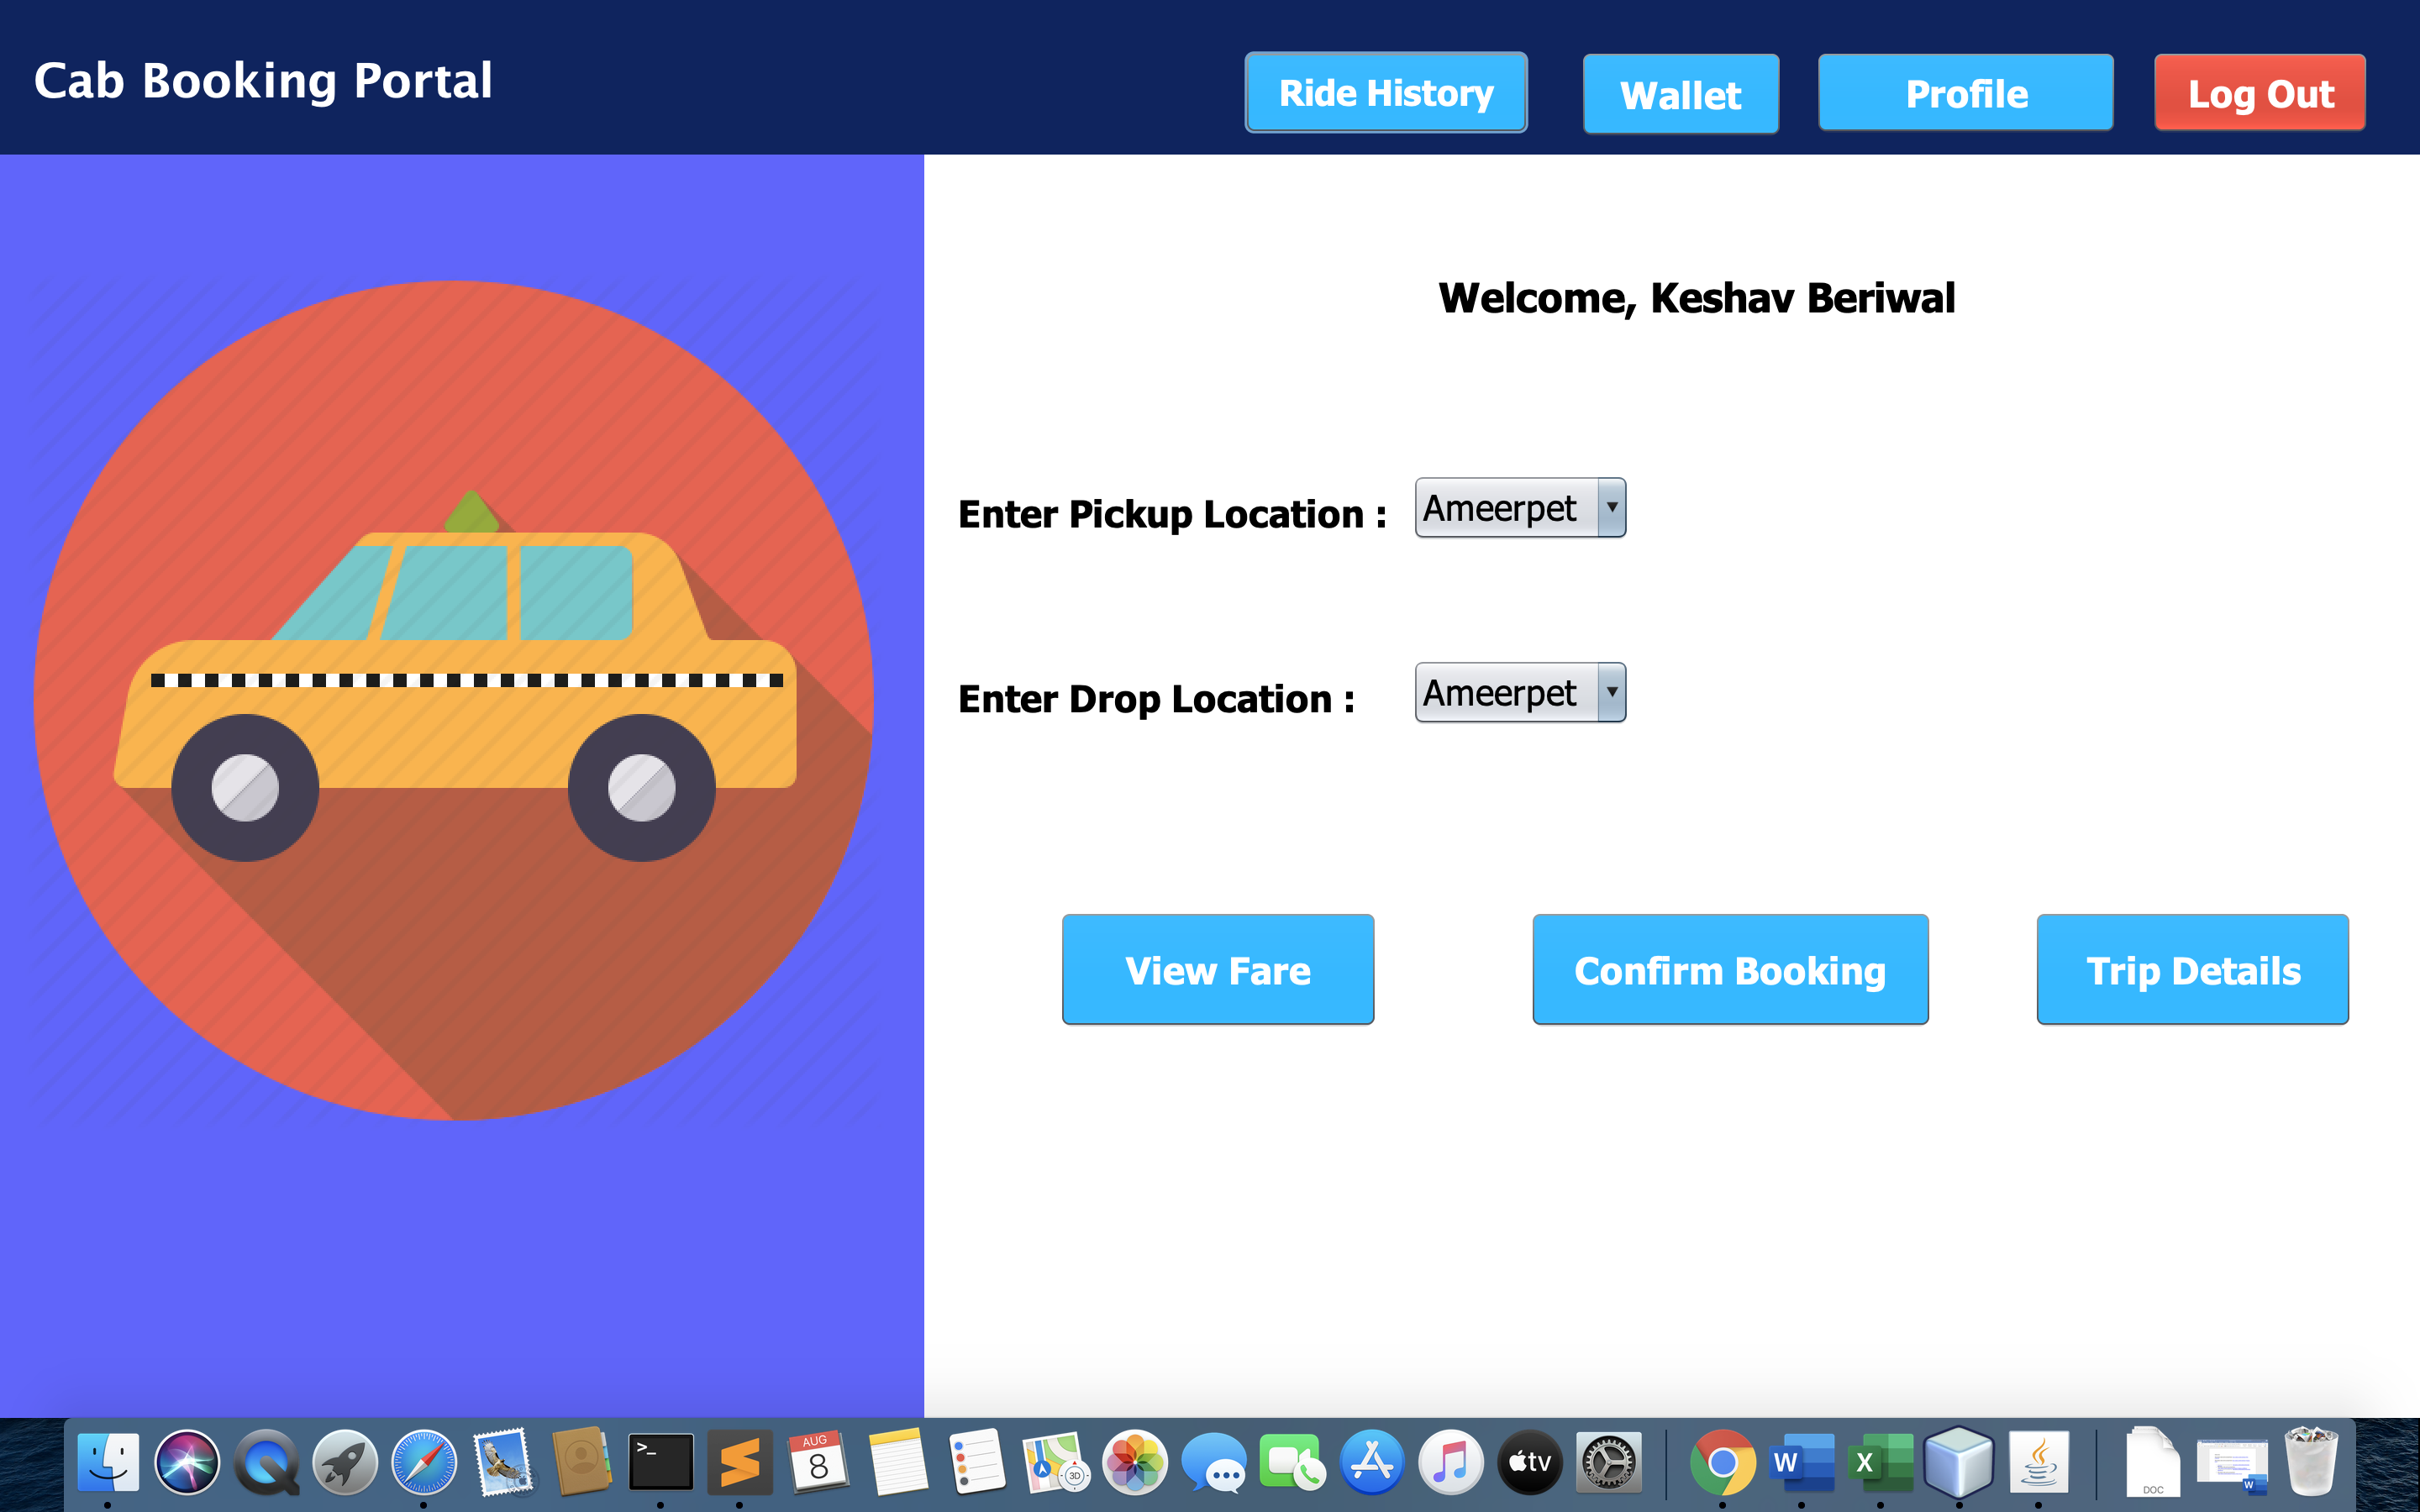 Cab Booking Portal
Ride History
Wallet
Profile
Log Out
Welcome, Keshav Beriwal
Enter Pickup Location :
Ameerpet
Enter Drop Location :
Ameerpet
View Fare
Confirm Booking
Trip Details
>_
AUG
8
3D
tv
W
X
DOC
W